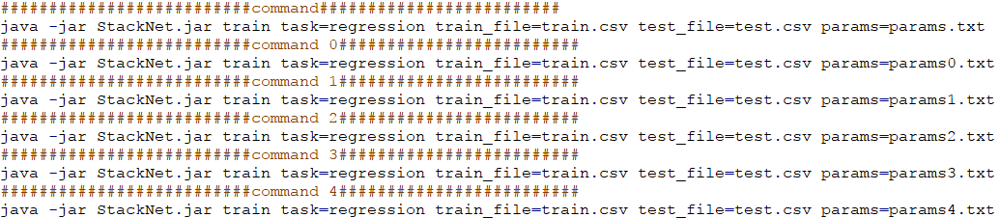 ##########################command#########################
java -jar StackNet.jar train task=regression train_file=train.csv test_file=test.csv params=params.txt
##########################command 0#########################
java -jar StackNet.jar train task=regression train_file=train.csv test_file=test.csv params=params0.txt
##########################command 1#########################
java -jar StackNet.jar train task=regression train_file=train.csv test_file=test.csv params=params1.txt
##########################command 2#########################
java -jar StackNet.jar train task=regression train_file=train.csv test_file=test.csv params=params2.txt
##########################command 3#########################
java -jar StackNet.jar train task=regression train_file=train.csv test_file=test.csv params=params3.txt
##########################command 4#########################
java -jar StackNet.jar train task=regression train_file=train.csv test_file=test.csv params=params4.txt